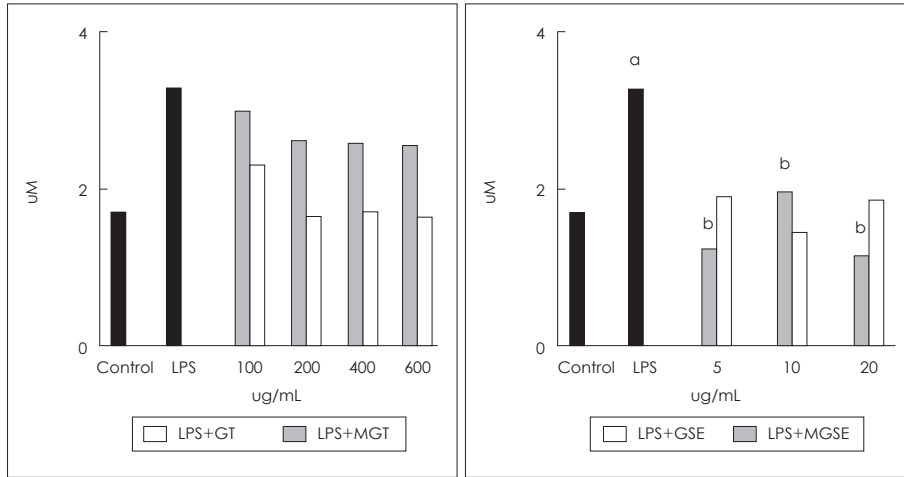 4
2
0
uM
Control LPS 100 200 400 600
ug/mL
LPS+GT LPS+MGT
4
2
0
uM
a
b
b
b
Control LPS 5 10 20
ug/mL
LPS+GSE LPS+MGSE